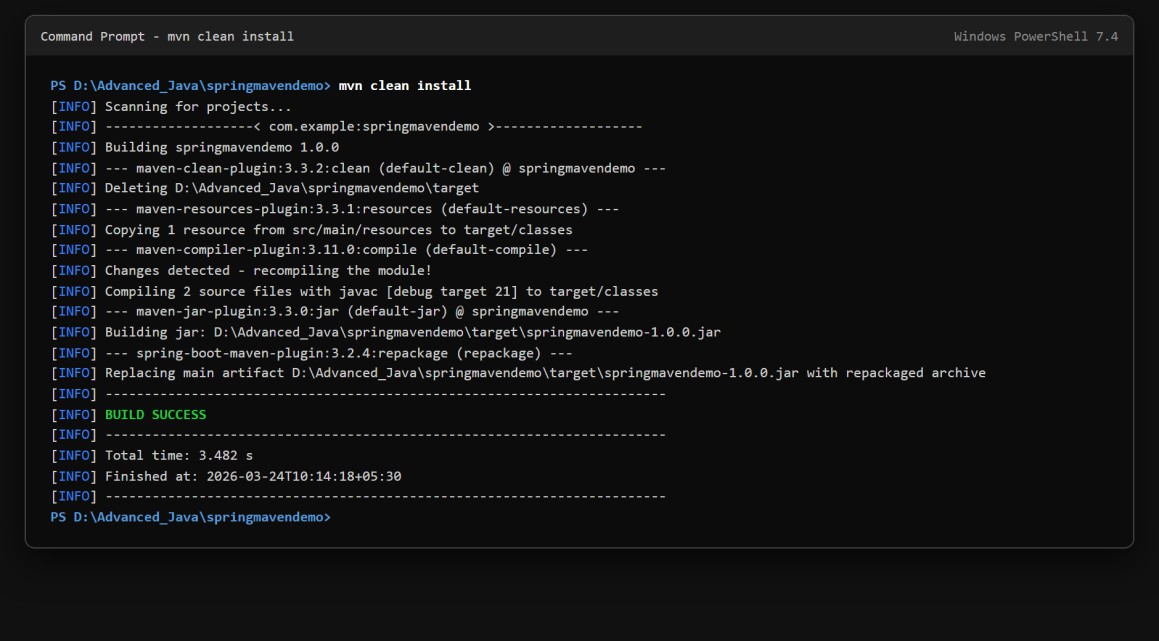 Command Prompt - mvn clean install
Windows PowerShell 7.4
PS D:\Advanced_Java\springmavendemo> mvn clean install
[INFO] Scanning for projects...
[INFO] -------------------< com.example:springmavendemo >-------------------
[INFO] Building springmavendemo 1.0.0
[INFO] --- maven-clean-plugin:3.3.2:clean (default-clean) @ springmavendemo ---
[INFO] Deleting D:\Advanced_Java\springmavendemo\target
[INFO] --- maven-resources-plugin:3.3.1:resources (default-resources) ---
[INFO] Copying 1 resource from src/main/resources to target/classes
[INFO] --- maven-compiler-plugin:3.11.0:compile (default-compile) ---
[INFO] Changes detected - recompiling the module!
[INFO] Compiling 2 source files with javac [debug target 21] to target/classes
[INFO] --- maven-jar-plugin:3.3.0:jar (default-jar) @ springmavendemo ---
[INFO] Building jar: D:\Advanced_Java\springmavendemo\target\springmavendemo-1.0.0.jar
[INFO] --- spring-boot-maven-plugin:3.2.4:repackage (repackage) ---
[INFO] Replacing main artifact D:\Advanced_Java\springmavendemo\target\springmavendemo-1.0.0.jar with repackaged archive
[INFO] ------------------------------------------------------------------------
[INFO] BUILD SUCCESS
[INFO] ------------------------------------------------------------------------
[INFO] Total time: 3.482 s
[INFO] Finished at: 2026-03-24T10:14:18+05:30
[INFO] ------------------------------------------------------------------------
PS D:\Advanced_Java\springmavendemo>